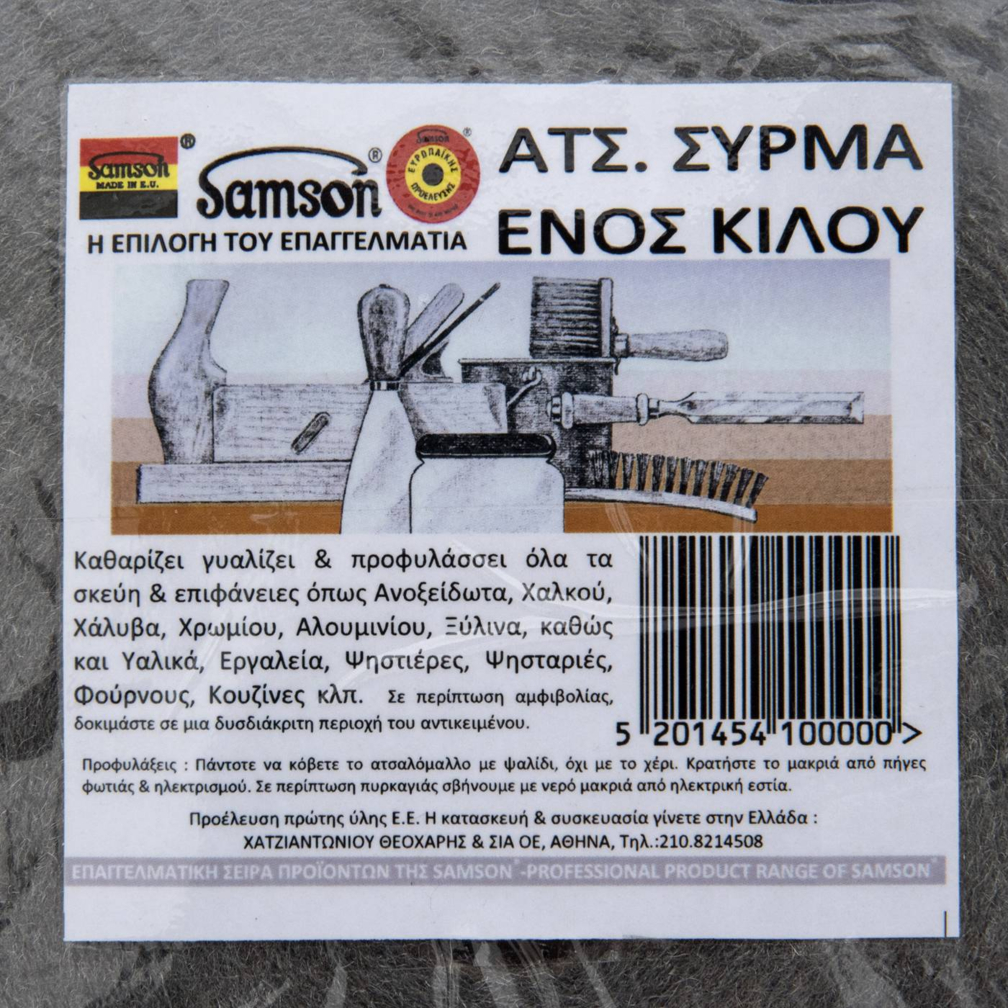 Samson ®
MADE IN E.U.
Samson ®
Samson ®
ΕΥΡΩΠΑΪΚΗΣ
ΠΡΟΕΛΕΥΣΗΣ
ΑΤΣ. ΣΥΡΜΑ
ΕΝΟΣ ΚΙΛΟΥ
Η ΕΠΙΛΟΓΗ ΤΟΥ ΕΠΑΓΓΕΛΜΑΤΙΑ
Καθαρίζει γυαλίζει & προφυλάσσει όλα τα
σκεύη & επιφάνειες όπως Ανοξείδωτα, Χαλκού,
Χάλυβα, Χρωμίου, Αλουμινίου, Ξύλινα, καθώς
και Υαλικά, Εργαλεία, Ψηστιέρες, Ψησταριές,
Φούρνους, Κουζίνες κλπ. Σε περίπτωση αμφιβολίας,
δοκιμάστε σε μια δυσδιάκριτη περιοχή του αντικειμένου.
5 201454 100000 >
Προφυλάξεις : Πάντοτε να κόβετε το ατσαλόμαλλο με ψαλίδι, όχι με το χέρι. Κρατήστε το μακριά από πήγες
φωτιάς & ηλεκτρισμού. Σε περίπτωση πυρκαγιάς σβήνουμε με νερό μακριά από ηλεκτρική εστία.
Προέλευση πρώτης ύλης Ε.Ε. Η κατασκευή & συσκευασία γίνετε στην Ελλάδα :
ΧΑΤΖΙΑΝΤΩΝΙΟΥ ΘΕΟΧΑΡΗΣ & ΣΙΑ ΟΕ, ΑΘΗΝΑ, Τηλ.:210.8214508
ΕΠΑΓΓΕΛΜΑΤΙΚΗ ΣΕΙΡΑ ΠΡΟΪΟΝΤΩΝ ΤΗΣ SAMSON® -PROFESSIONAL PRODUCT RANGE OF SAMSON®